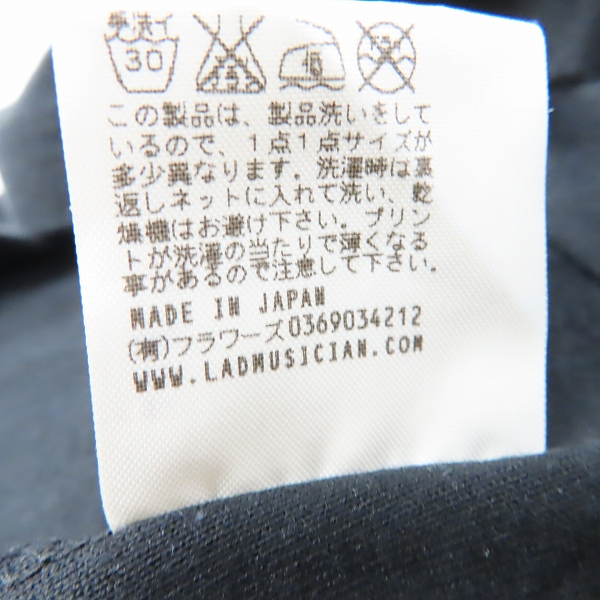 30
この製品は、製品洗いをして
いるので、1点1点サイズが
多少異なります。洗濯時は裏
返しネットに入れて洗い、乾
燥機はお避け下さい。プリン
トが洗濯の当たりで薄くなる
事があるので注意して下さい。
MADE IN JAPAN
(有)フラワーズ0369034212
WWW.LADMUSICIAN.COM